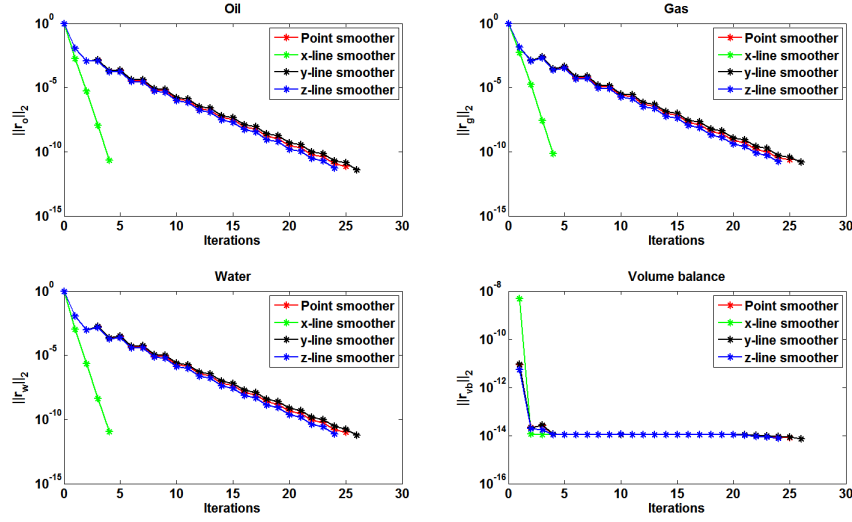 Oil
10^0
10^-5
10^-10
10^-15
||r_o||_2
0 5 10 15 20 25 30
Iterations
Point smoother
x-line smoother
y-line smoother
z-line smoother
Gas
10^0
10^-5
10^-10
10^-15
||r_g||_2
0 5 10 15 20 25 30
Iterations
Point smoother
x-line smoother
y-line smoother
z-line smoother
Water
10^0
10^-5
10^-10
10^-15
||r_w||_2
0 5 10 15 20 25 30
Iterations
Point smoother
x-line smoother
y-line smoother
z-line smoother
Volume balance
10^-8
10^-10
10^-12
10^-14
10^-16
||r_vb||_2
0 5 10 15 20 25 30
Iterations
Point smoother
x-line smoother
y-line smoother
z-line smoother